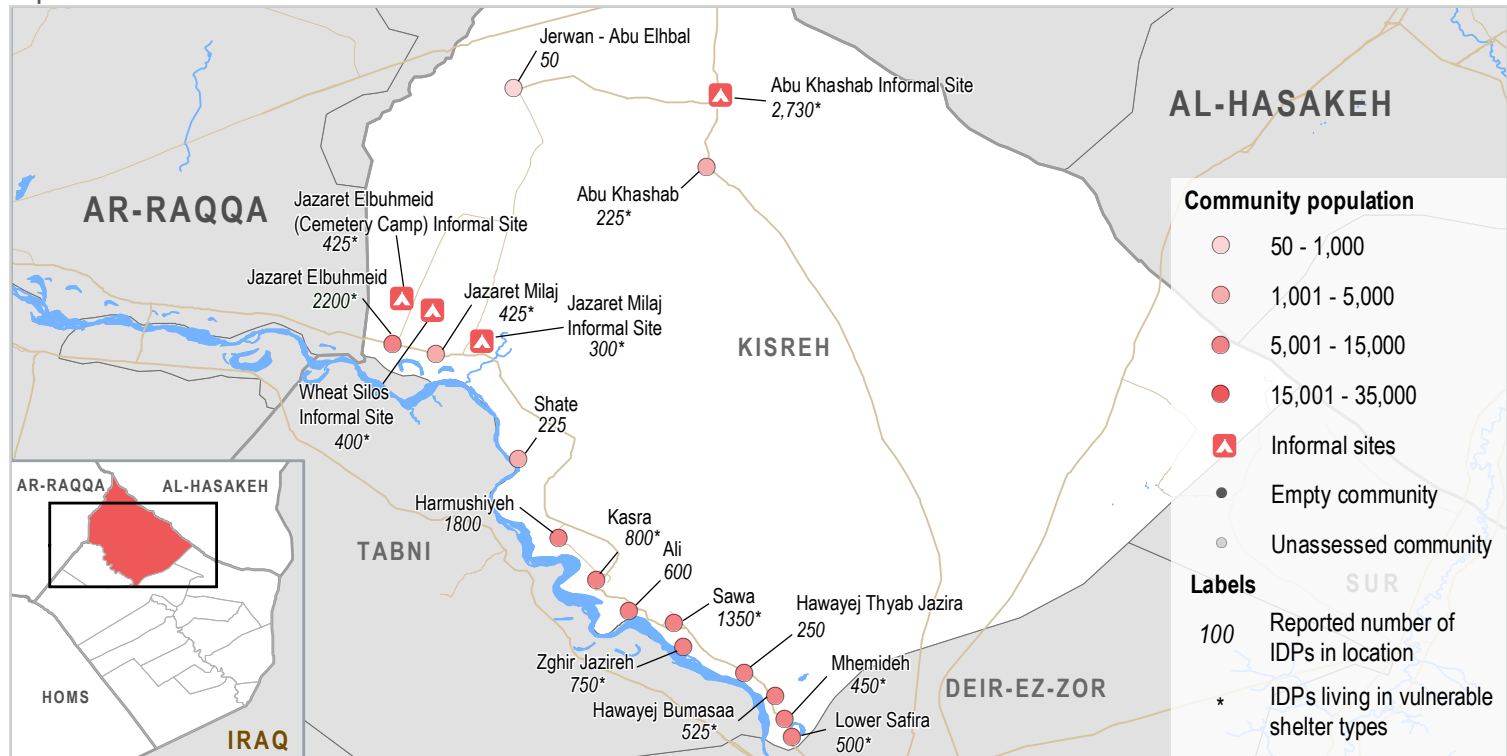 Jerwan - Abu Elhbal
50
Abu Khashab Informal Site
2,730*
AL-HASAKEH
AR-RAQQA
Jazaret Elbuhmeid
(Cemetery Camp) Informal Site
425*
Abu Khashab
225*
Jazaret Elbuhmeid
2200*
Jazaret Milaj
425*
Jazaret Milaj
Informal Site
300*
KISREH
Wheat Silos
Informal Site
400*
Shate
225
Harmushiyeh
1800
Kasra
800*
TABNI
Ali
600
Sawa
1350*
Hawayej Thyab Jazira
250
Zghir Jazireh
750*
Mhemideh
450*
Hawayej Bumasaa
525*
Lower Safira
500*
DEIR-EZ-ZOR
SUR
Community population
50 - 1,000
1,001 - 5,000
5,001 - 15,000
15,001 - 35,000
Informal sites
Empty community
Unassessed community
Labels
100
Reported number of
IDPs in location
*
IDPs living in vulnerable
shelter types
AR-RAQQA
AL-HASAKEH
HOMS
IRAQ